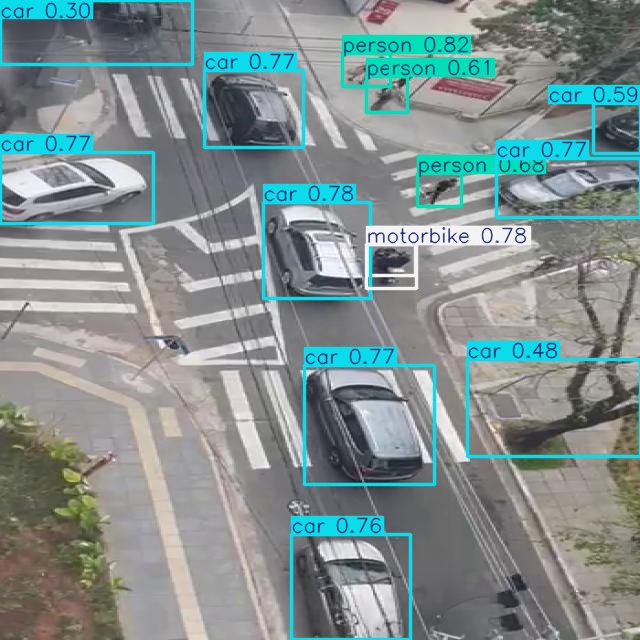 car 0.30
person 0.82
car 0.77
person 0.61
car 0.59
car 0.77
car 0.77
person 0.68
car 0.78
motorbike 0.78
car 0.77
car 0.48
car 0.76